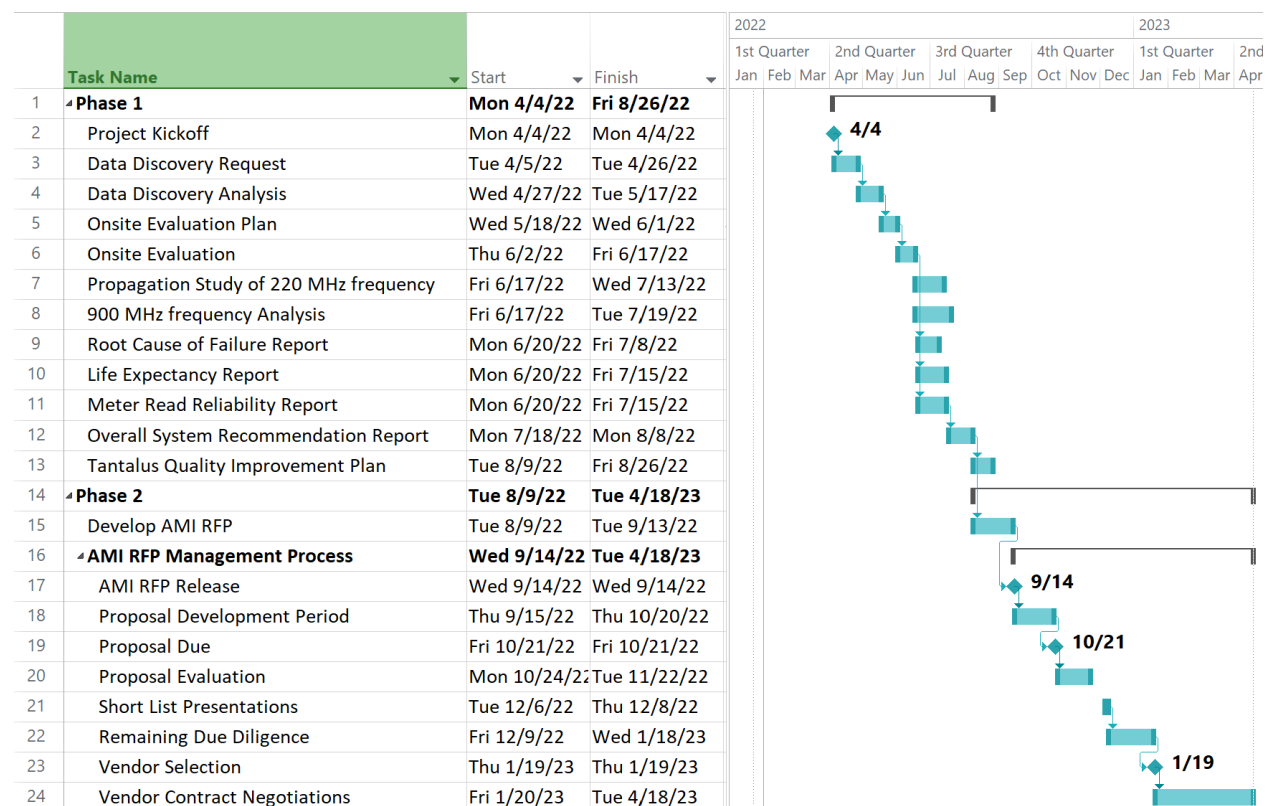 2022 2023
1st Quarter 2nd Quarter 3rd Quarter 4th Quarter 1st Quarter 2nd
Task Name Start Finish Jan Feb Mar Apr May Jun Jul Aug Sep Oct Nov Dec Jan Feb Mar Apr
1 Phase 1 Mon 4/4/22 Fri 8/26/22
2 Project Kickoff Mon 4/4/22 Mon 4/4/22 4/4
3 Data Discovery Request Tue 4/5/22 Tue 4/26/22
4 Data Discovery Analysis Wed 4/27/22 Tue 5/17/22
5 Onsite Evaluation Plan Wed 5/18/22 Wed 6/1/22
6 Onsite Evaluation Thu 6/2/22 Fri 6/17/22
7 Propagation Study of 220 MHz frequency Fri 6/17/22 Wed 7/13/22
8 900 MHz frequency Analysis Fri 6/17/22 Tue 7/19/22
9 Root Cause of Failure Report Mon 6/20/22 Fri 7/8/22
10 Life Expectancy Report Mon 6/20/22 Fri 7/15/22
11 Meter Read Reliability Report Mon 6/20/22 Fri 7/15/22
12 Overall System Recommendation Report Mon 7/18/22 Mon 8/8/22
13 Tantalus Quality Improvement Plan Tue 8/9/22 Fri 8/26/22
14 Phase 2 Tue 8/9/22 Tue 4/18/23
15 Develop AMI RFP Tue 8/9/22 Tue 9/13/22
16 AMI RFP Management Process Wed 9/14/22 Tue 4/18/23
17 AMI RFP Release Wed 9/14/22 Wed 9/14/22 9/14
18 Proposal Development Period Thu 9/15/22 Thu 10/20/22
19 Proposal Due Fri 10/21/22 Fri 10/21/22 10/21
20 Proposal Evaluation Mon 10/24/22 Tue 11/22/22
21 Short List Presentations Tue 12/6/22 Thu 12/8/22
22 Remaining Due Diligence Fri 12/9/22 Wed 1/18/23
23 Vendor Selection Thu 1/19/23 Thu 1/19/23 1/19
24 Vendor Contract Negotiations Fri 1/20/23 Tue 4/18/23